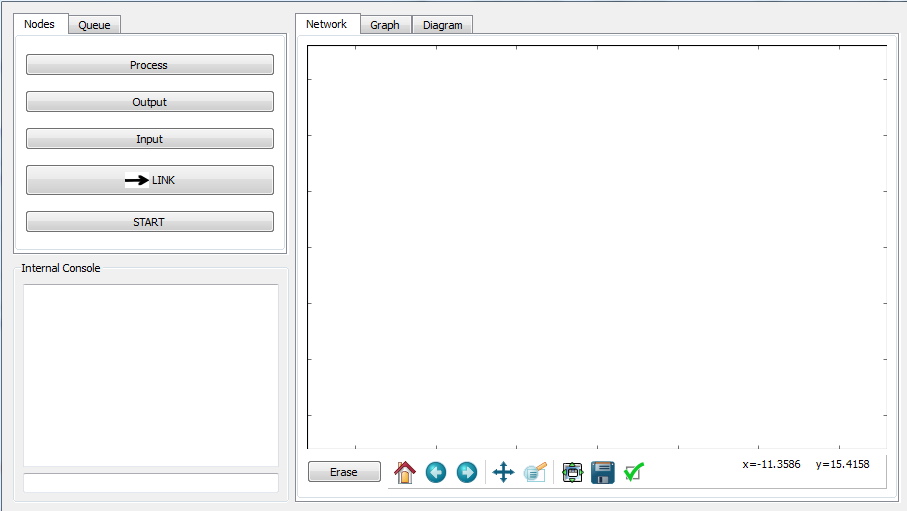 Nodes Queue
Process
Output
Input
LINK
START
Internal Console
Network Graph Diagram
Erase
x=-11.3586 y=15.4158